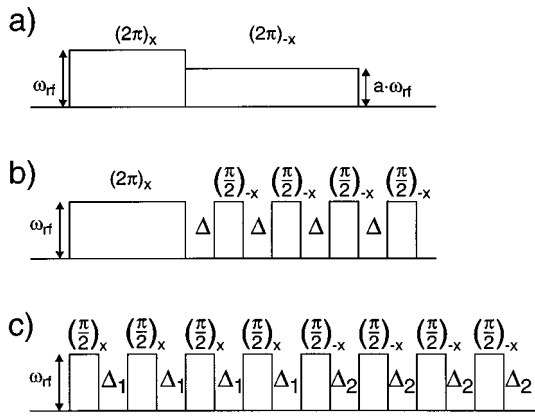 a)
(2π)x (2π)-x
ωrf
a·ωrf
b)
(2π)x (π/2)-x (π/2)-x (π/2)-x (π/2)-x
ωrf
Δ Δ Δ Δ
c)
(π/2)x (π/2)x (π/2)x (π/2)x (π/2)-x (π/2)-x (π/2)-x (π/2)-x
ωrf
Δ1 Δ1 Δ1 Δ1 Δ2 Δ2 Δ2 Δ2